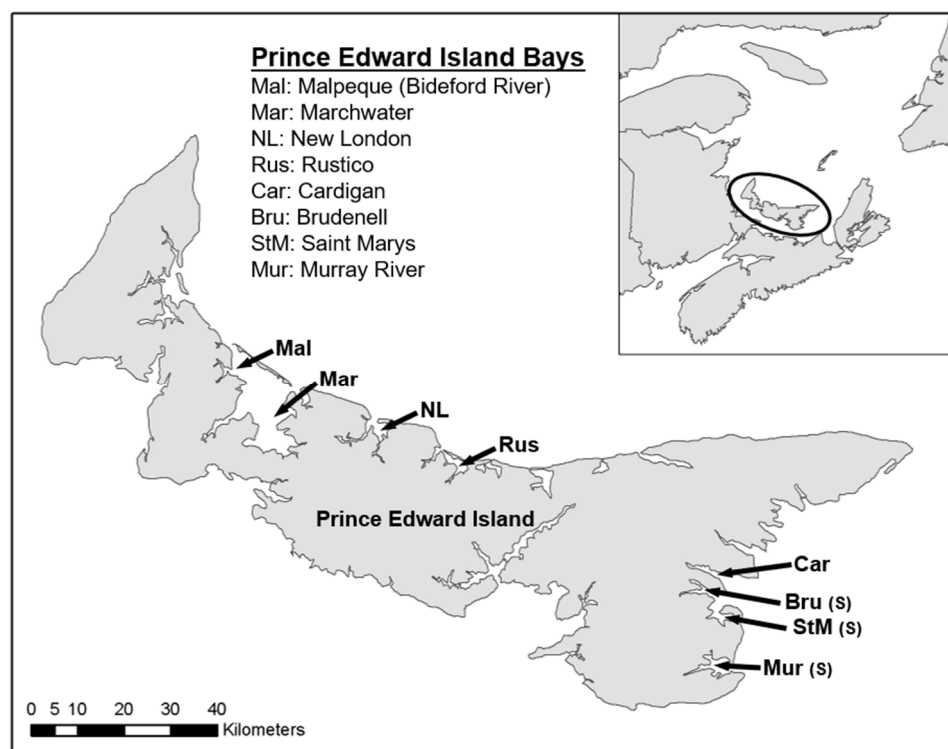 Prince Edward Island Bays
Mal: Malpeque (Bideford River)
Mar: Marchwater
NL: New London
Rus: Rustico
Car: Cardigan
Bru: Brudenell
StM: Saint Marys
Mur: Murray River
Mal
Mar
NL
Rus
Prince Edward Island
Car
Bru (S)
StM (S)
Mur (S)
0 5 10 20 30 40
Kilometers